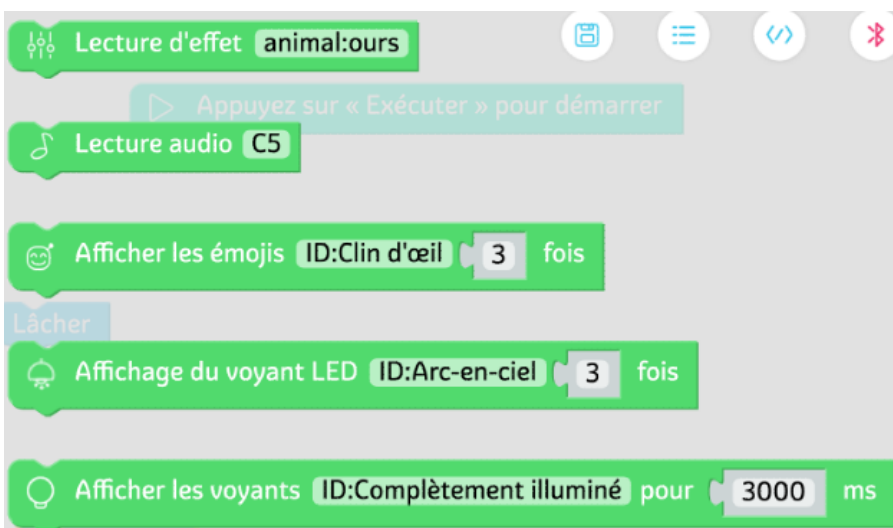 Lecture d'effet animal:ours
Appuyez sur « Exécuter » pour démarrer
Lecture audio C5
Afficher les émojis ID:Clin d'œil 3 fois
Lâcher
Affichage du voyant LED ID:Arc-en-ciel 3 fois
Afficher les voyants ID:Complètement illuminé pour 3000 ms